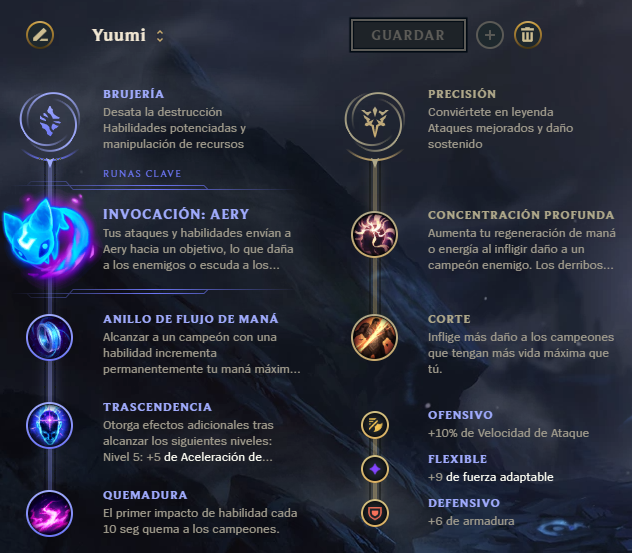 Yuumi
GUARDAR
BRUJERÍA
Desata la destrucción
Habilidades potenciadas y
manipulación de recursos
RUNAS CLAVE
INVOCACIÓN: AERY
Tus ataques y habilidades envían a
Aery hacia un objetivo, lo que daña
a los enemigos o escuda a los...
ANILLO DE FLUJO DE MANÁ
Alcanzar a un campeón con una
habilidad incrementa
permanentemente tu maná máxim...
TRASCENDENCIA
Otorga efectos adicionales tras
alcanzar los siguientes niveles:
Nivel 5: +5 de Aceleración de...
QUEMADURA
El primer impacto de habilidad cada
10 seg quema a los campeones.
PRECISIÓN
Conviértete en leyenda
Ataques mejorados y daño
sostenido
CONCENTRACIÓN PROFUNDA
Aumenta tu regeneración de maná
o energía al infligir daño a un
campeón enemigo. Los derribos...
CORTE
Inflige más daño a los campeones
que tengan más vida máxima que
tú.
OFENSIVO
+10% de Velocidad de Ataque
FLEXIBLE
+9 de fuerza adaptable
DEFENSIVO
+6 de armadura